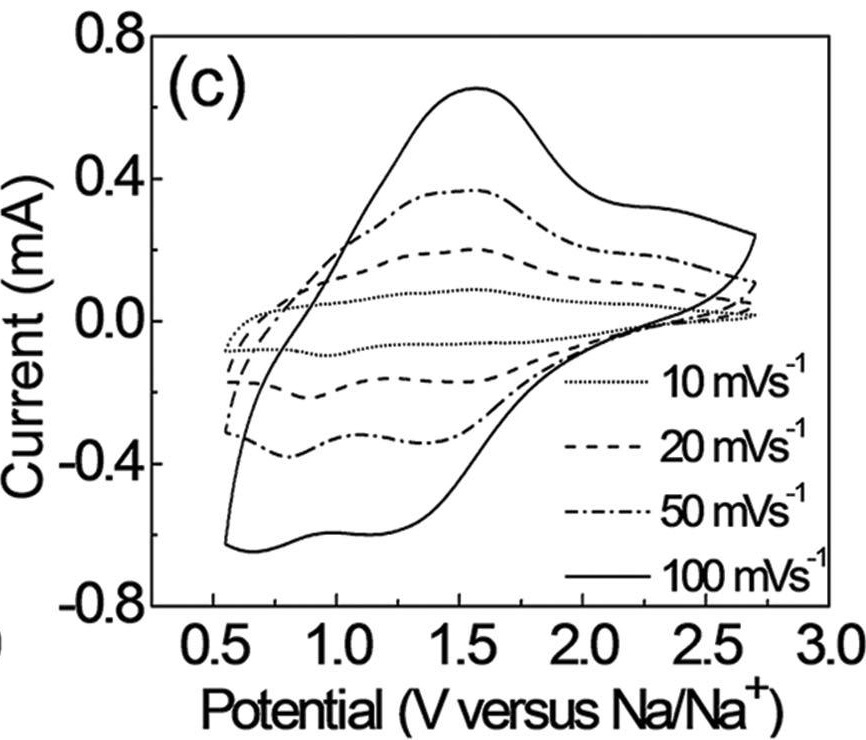 (c)
0.8
0.4
0.0
-0.4
-0.8
Current (mA)
10 mVs⁻¹
20 mVs⁻¹
50 mVs⁻¹
100 mVs⁻¹
0.5 1.0 1.5 2.0 2.5 3.0
Potential (V versus Na/Na⁺)